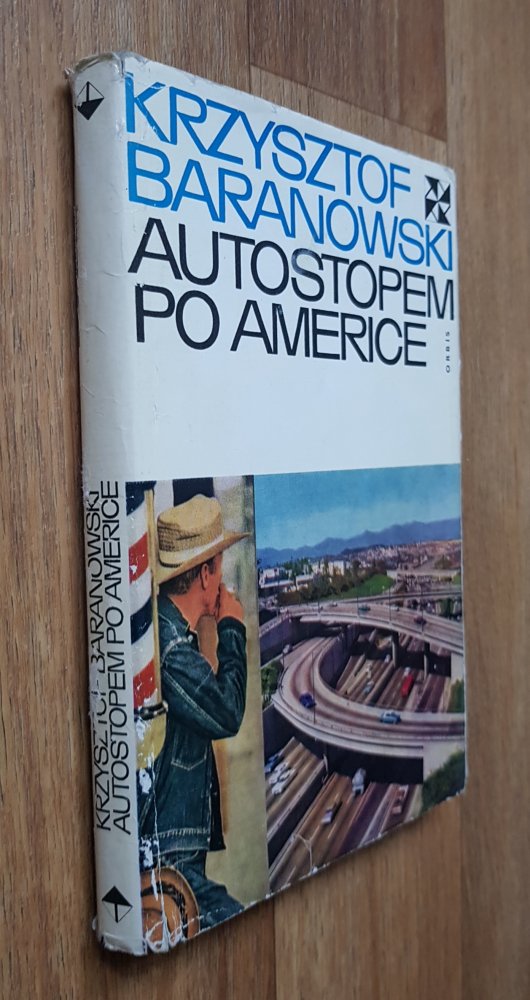 KRZYSZTOF
BARANOWSKI
AUTOSTOPEM
PO AMERICE
ORBIS
KRZYSZTOF BARANOWSKI
AUTOSTOPEM PO AMERICE